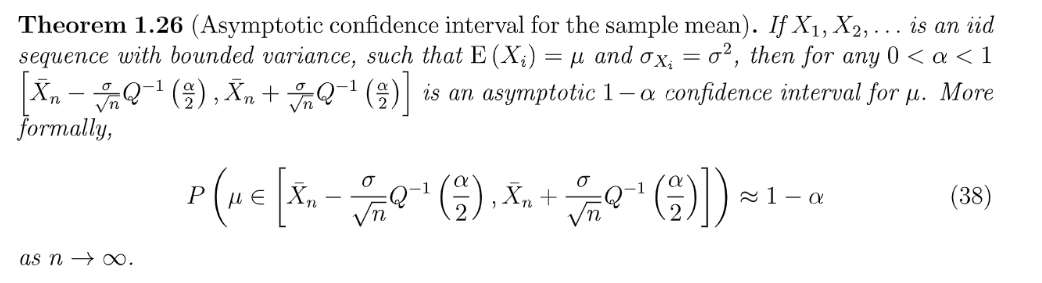 Theorem 1.26 (Asymptotic confidence interval for the sample mean). If X₁, X₂, . . . is an iid
sequence with bounded variance, such that E (Xᵢ) = μ and σ_{Xᵢ} = σ², then for any 0 < α < 1
[X̄ₙ − σ/√n Q⁻¹ (α/2) , X̄ₙ + σ/√n Q⁻¹ (α/2)] is an asymptotic 1 − α confidence interval for μ. More
formally,
P (μ ∈ [X̄ₙ − σ/√n Q⁻¹ (α/2) , X̄ₙ + σ/√n Q⁻¹ (α/2)]) ≈ 1 − α (38)
as n → ∞.